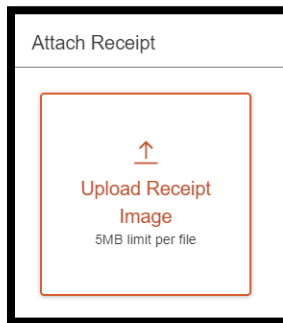 Attach Receipt
Upload Receipt
Image
5MB limit per file